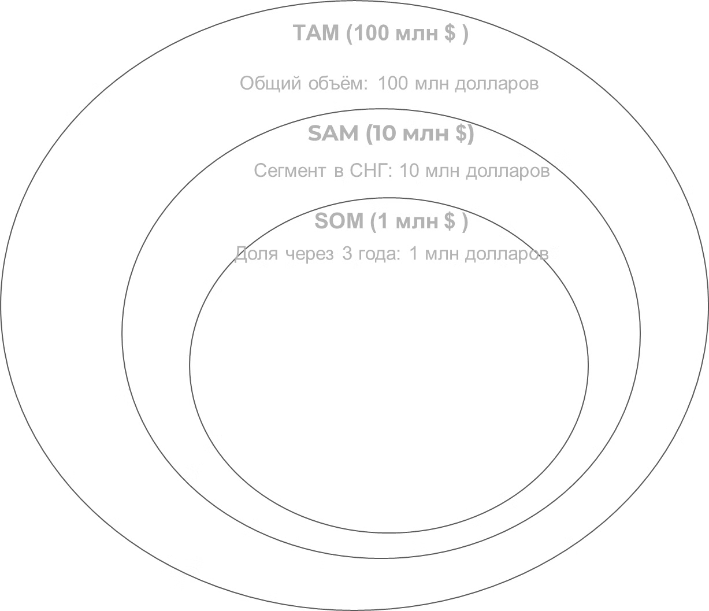 TAM (100 млн $ )
Общий объём: 100 млн долларов
SAM (10 млн $)
Сегмент в СНГ: 10 млн долларов
SOM (1 млн $ )
Доля через 3 года: 1 млн долларов